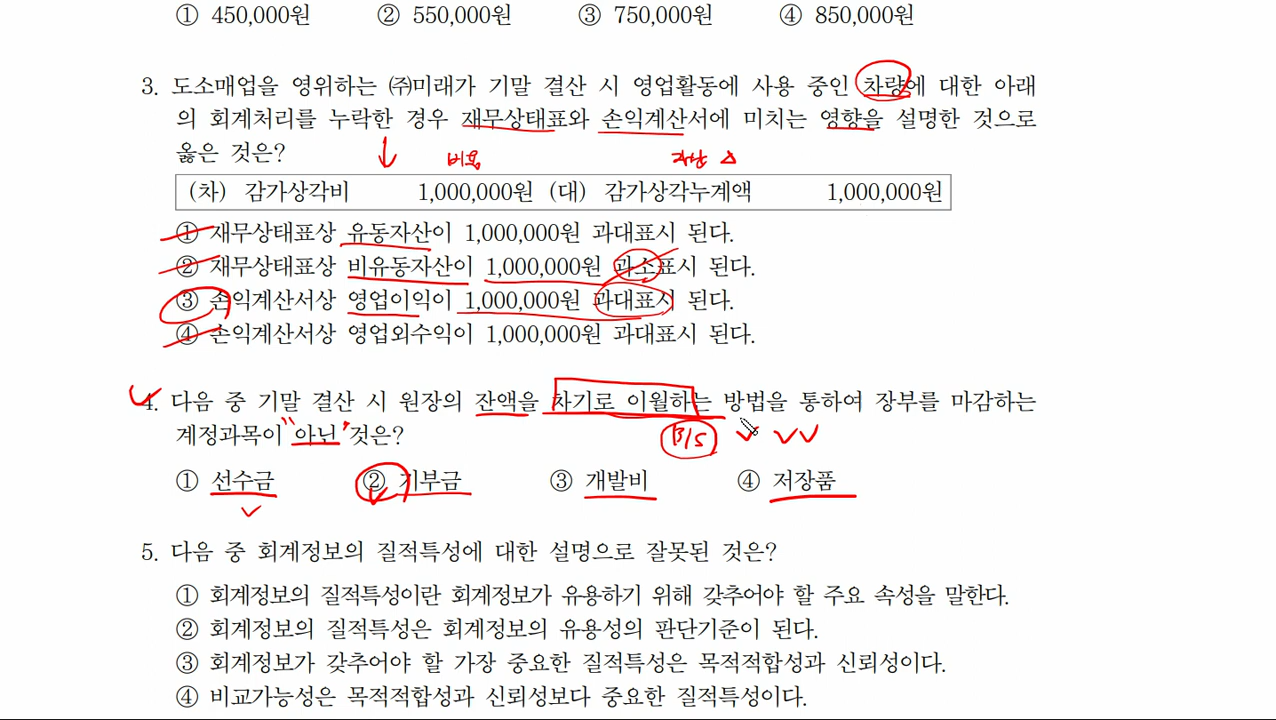 ① 450,000원 ② 550,000원 ③ 750,000원 ④ 850,000원
3. 도소매업을 영위하는 ㈜미래가 기말 결산 시 영업활동에 사용 중인 차량에 대한 아래
의 회계처리를 누락한 경우 재무상태표와 손익계산서에 미치는 영향을 설명한 것으로
옳은 것은?
비용 자산 △
(차) 감가상각비 1,000,000원 (대) 감가상각누계액 1,000,000원
① 재무상태표상 유동자산이 1,000,000원 과대표시 된다.
② 재무상태표상 비유동자산이 1,000,000원 과소표시 된다.
③ 손익계산서상 영업이익이 1,000,000원 과대표시 된다.
④ 손익계산서상 영업외수익이 1,000,000원 과대표시 된다.
4. 다음 중 기말 결산 시 원장의 잔액을 차기로 이월하는 방법을 통하여 장부를 마감하는
계정과목이 "아닌" 것은?
B/S
① 선수금 ② 기부금 ③ 개발비 ④ 저장품
5. 다음 중 회계정보의 질적특성에 대한 설명으로 잘못된 것은?
① 회계정보의 질적특성이란 회계정보가 유용하기 위해 갖추어야 할 주요 속성을 말한다.
② 회계정보의 질적특성은 회계정보의 유용성의 판단기준이 된다.
③ 회계정보가 갖추어야 할 가장 중요한 질적특성은 목적적합성과 신뢰성이다.
④ 비교가능성은 목적적합성과 신뢰성보다 중요한 질적특성이다.